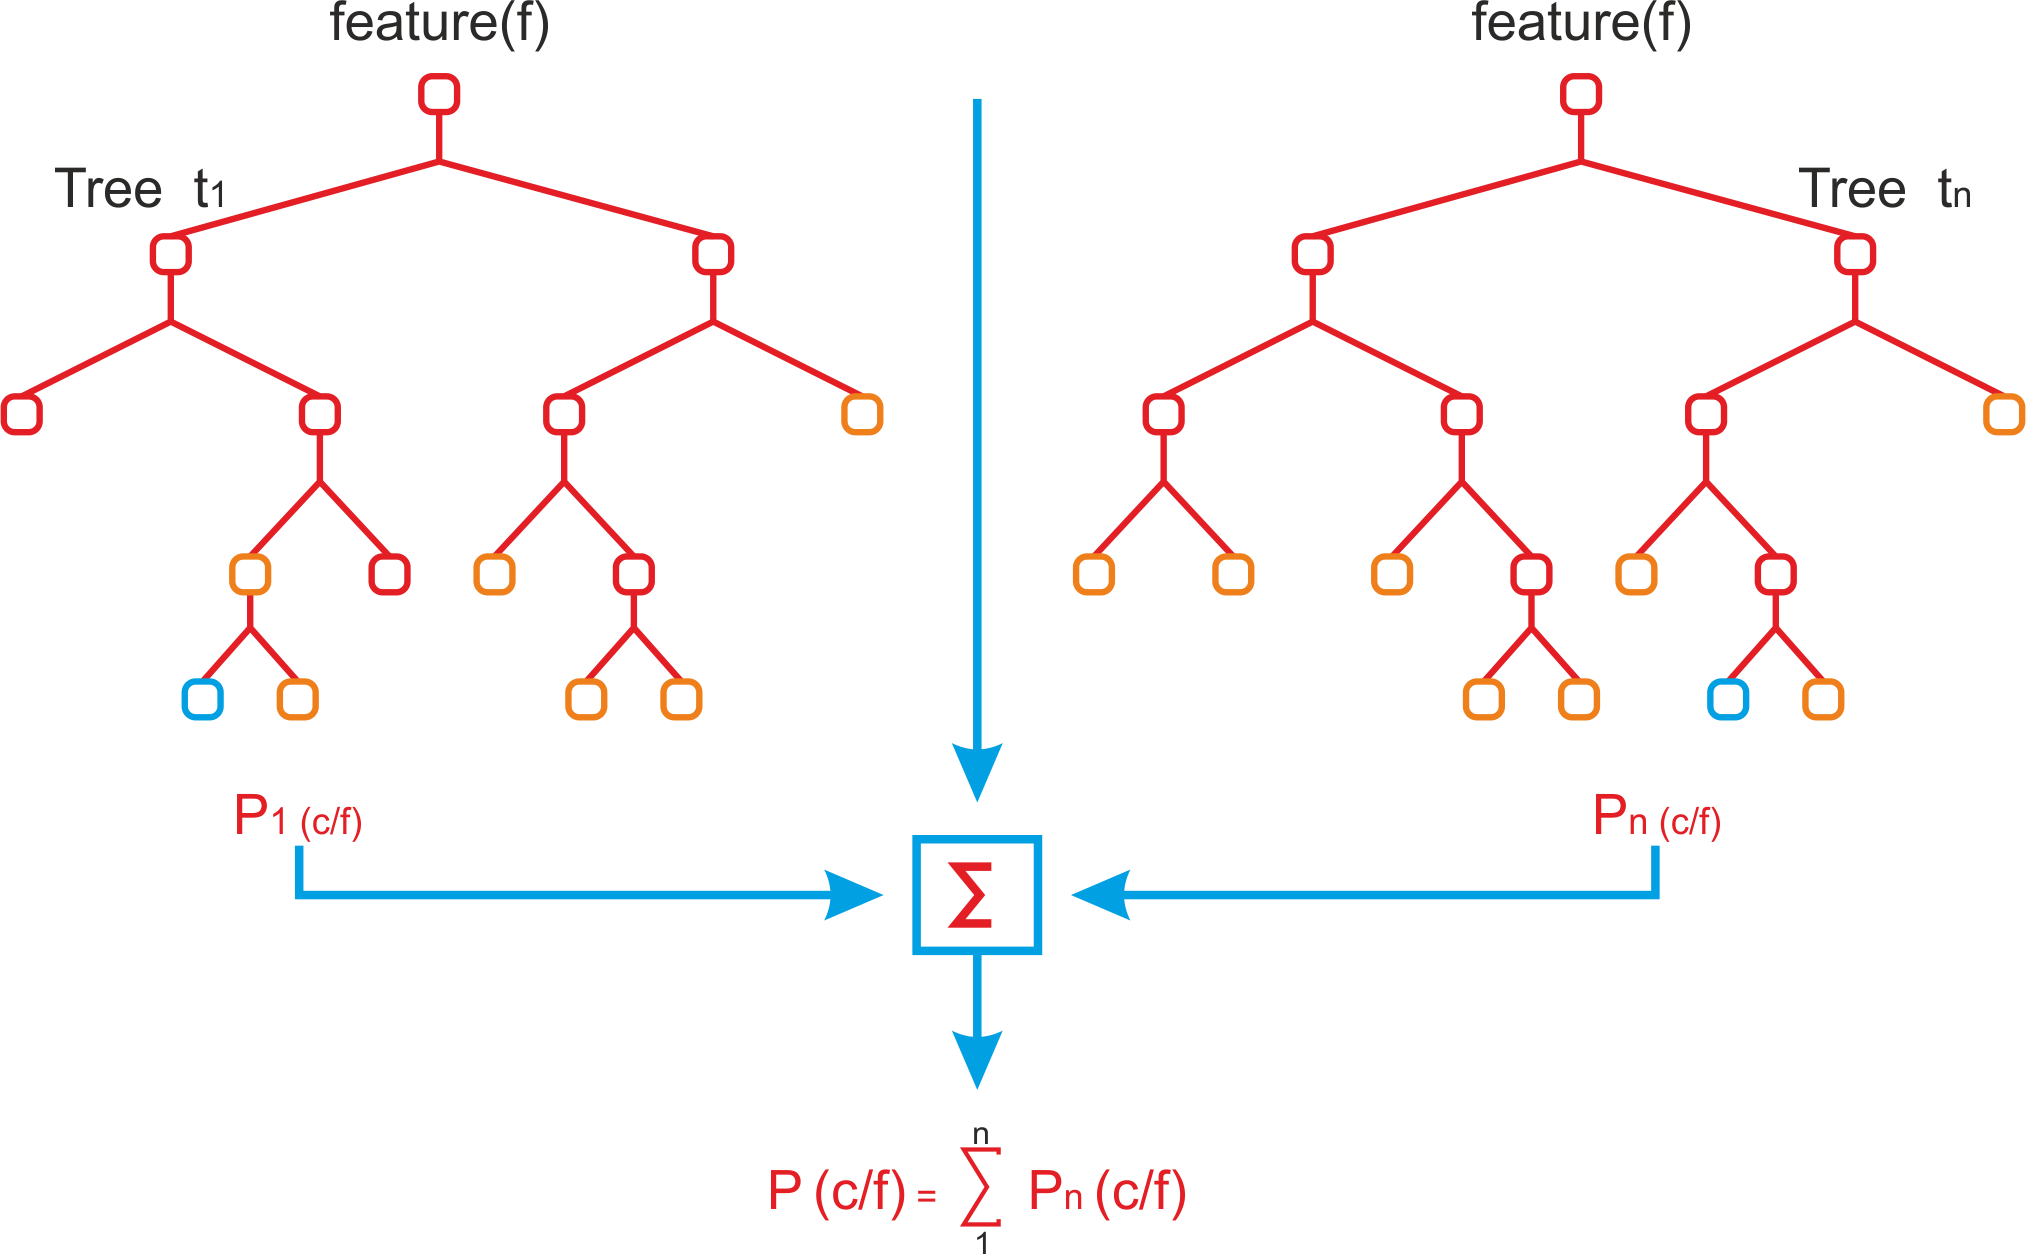 feature(f)
feature(f)
Tree t1
Tree tn
P1 (c/f)
Pn (c/f)
Σ
n
P (c/f) = ∑ Pn (c/f)
1